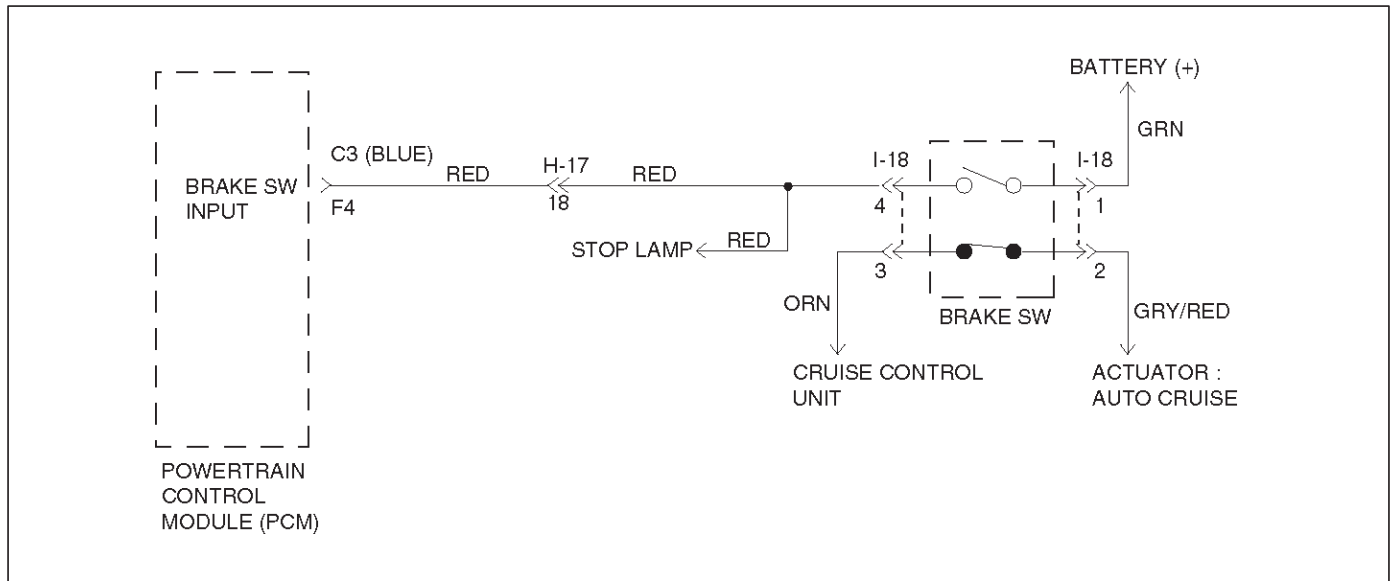 BATTERY (+)
GRN
C3 (BLUE)
RED
H-17
RED
I-18
I-18
BRAKE SW
INPUT
F4
18
4
1
STOP LAMP
RED
3
2
ORN
BRAKE SW
GRY/RED
CRUISE CONTROL
UNIT
ACTUATOR :
AUTO CRUISE
POWERTRAIN
CONTROL
MODULE (PCM)